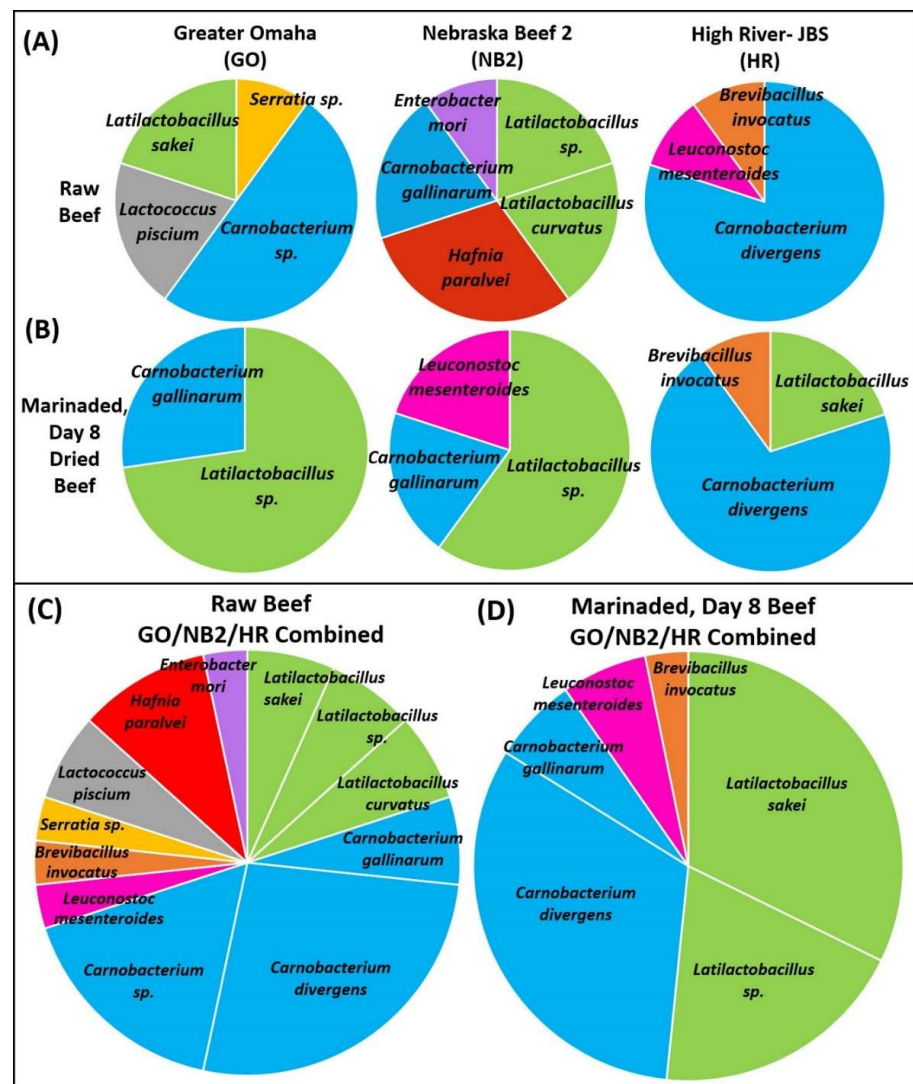 (A)
Greater Omaha
(GO)
Nebraska Beef 2
(NB2)
High River- JBS
(HR)
Raw
Beef
Latilactobacillus
sakei
Serratia sp.
Lactococcus
piscium
Carnobacterium
sp.
Enterobacter
mori
Latilactobacillus
sp.
Carnobacterium
gallinarum
Latilactobacillus
curvatus
Hafnia
paralvei
Brevibacillus
invocatus
Leuconostoc
mesenteroides
Carnobacterium
divergens
(B)
Marinaded,
Day 8
Dried
Beef
Carnobacterium
gallinarum
Latilactobacillus
sp.
Leuconostoc
mesenteroides
Carnobacterium
gallinarum
Latilactobacillus
sp.
Brevibacillus
invocatus
Latilactobacillus
sakei
Carnobacterium
divergens
(C)
Raw Beef
GO/NB2/HR Combined
Enterobacter
mori
Latilactobacillus
sakei
Hafnia
paralvei
Latilactobacillus
sp.
Lactococcus
piscium
Latilactobacillus
curvatus
Serratia sp.
Carnobacterium
gallinarum
Brevibacillus
invocatus
Leuconostoc
mesenteroides
Carnobacterium
sp.
Carnobacterium
divergens
(D)
Marinaded, Day 8 Beef
GO/NB2/HR Combined
Brevibacillus
invocatus
Leuconostoc
mesenteroides
Carnobacterium
gallinarum
Latilactobacillus
sakei
Carnobacterium
divergens
Latilactobacillus
sp.